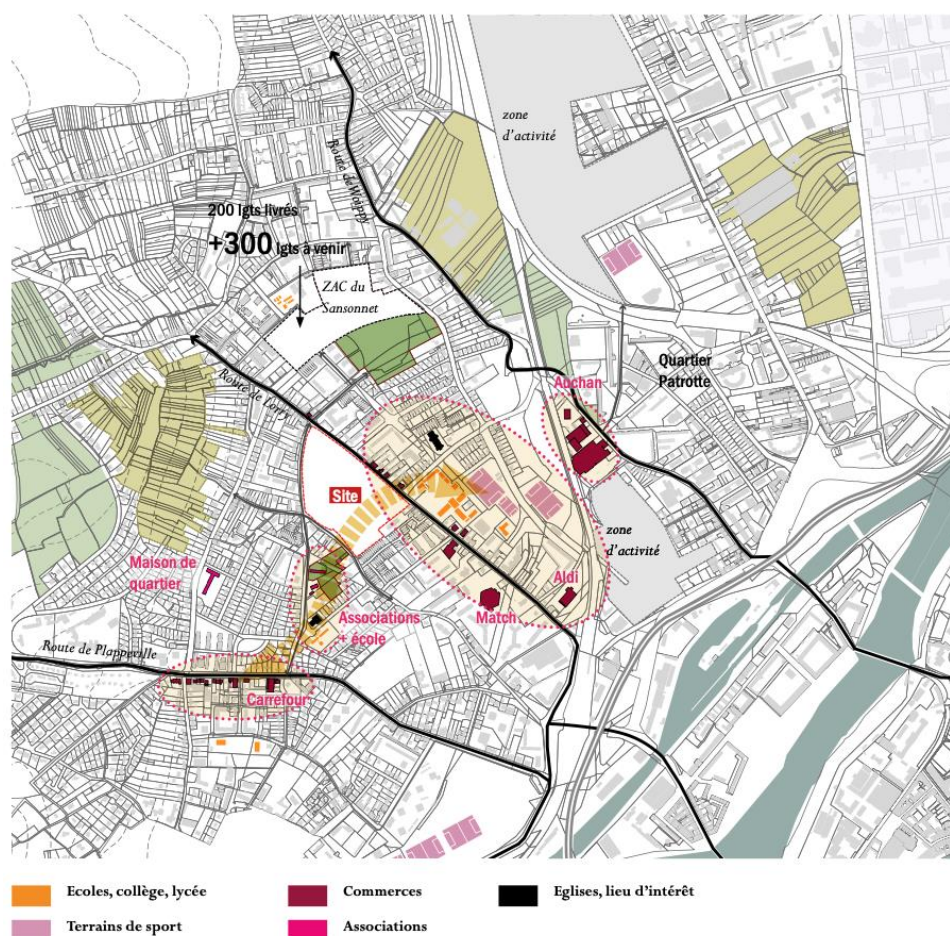 zone
d'activité
Route de Woippy
200 lgts livrés
+300 lgts à venir
ZAC du
Sansonnet
Quartier
Patrotte
Auchan
Route de Lorry
Site
zone
d'activité
Maison de
quartier
Aldi
Match
Associations
+ école
Route de Plappeville
Carrefour
Ecoles, collège, lycée
Commerces
Eglises, lieu d'intérêt
Terrains de sport
Associations